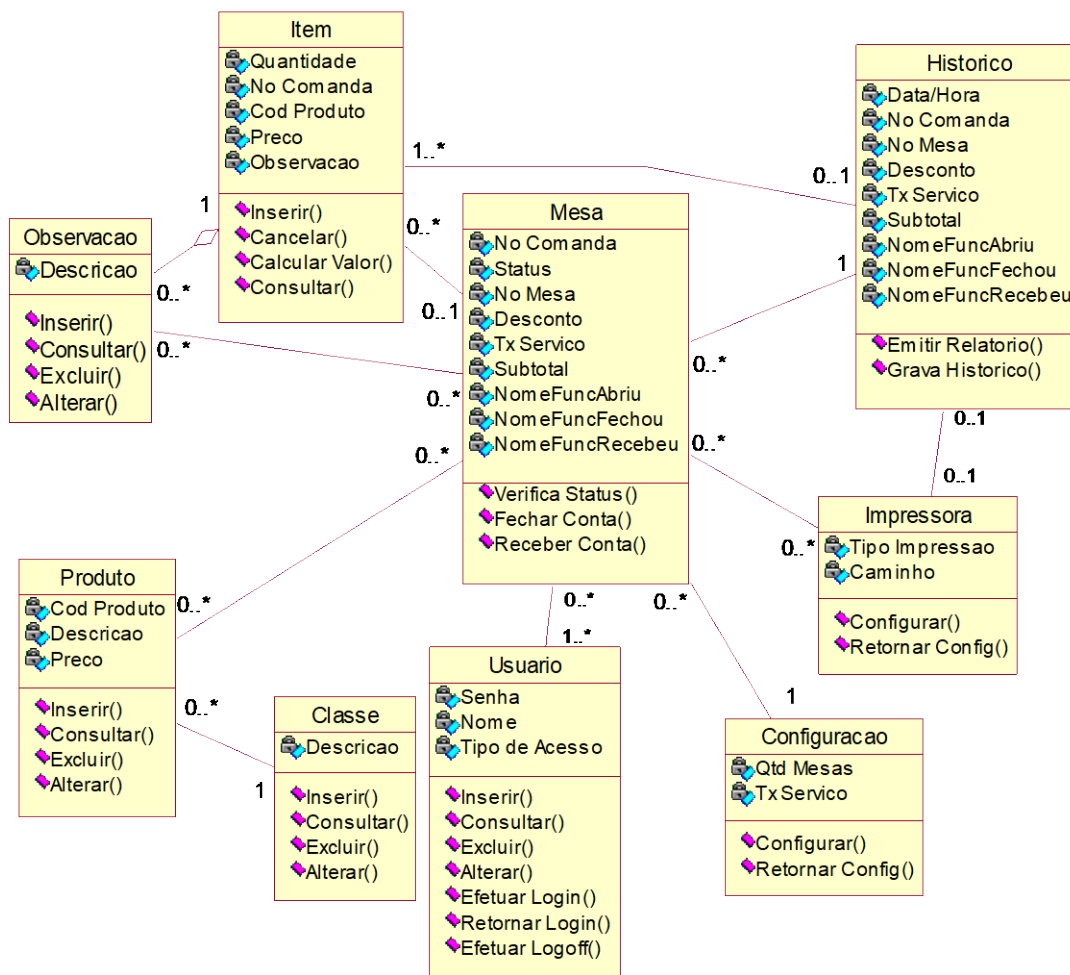 Item
Quantidade
No Comanda
Cod Produto
Preco
Observacao
Inserir()
Cancelar()
Calcular Valor()
Consultar()
1..*
0..1
1
0..*
0..*
0..1
Historico
Data/Hora
No Comanda
No Mesa
Desconto
Tx Servico
Subtotal
NomeFuncAbriu
NomeFuncFechou
NomeFuncRecebeu
Emitir Relatorio()
Grava Historico()
1
0..*
0..1
0..1
Observacao
Descricao
Inserir()
Consultar()
Excluir()
Alterar()
0..*
0..*
Mesa
No Comanda
Status
No Mesa
Desconto
Tx Servico
Subtotal
NomeFuncAbriu
NomeFuncFechou
NomeFuncRecebeu
Verifica Status()
Fechar Conta()
Receber Conta()
0..*
0..*
0..*
0..*
Impressora
Tipo Impressao
Caminho
Configurar()
Retornar Config()
Produto
Cod Produto
Descricao
Preco
Inserir()
Consultar()
Excluir()
Alterar()
0..*
1
Classe
Descricao
Inserir()
Consultar()
Excluir()
Alterar()
0..*
1..*
Usuario
Senha
Nome
Tipo de Acesso
Inserir()
Consultar()
Excluir()
Alterar()
Efetuar Login()
Retornar Login()
Efetuar Logoff()
0..*
1
Configuracao
Qtd Mesas
Tx Servico
Configurar()
Retornar Config()